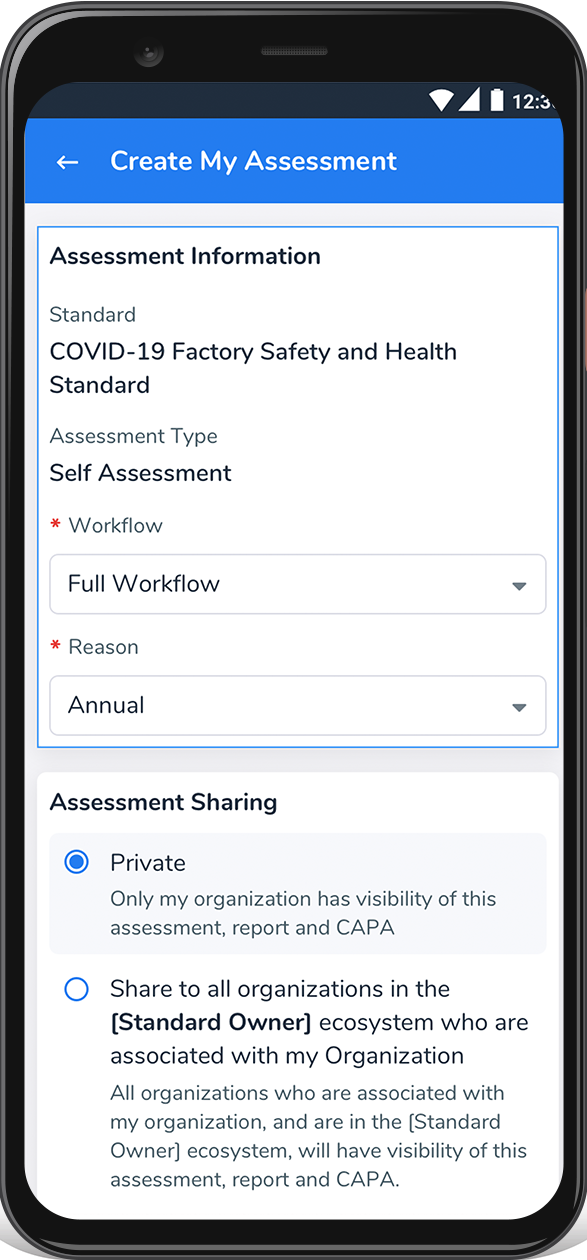 Create My Assessment
Assessment Information
Standard
COVID-19 Factory Safety and Health
Standard
Assessment Type
Self Assessment
* Workflow
Full Workflow
* Reason
Annual
Assessment Sharing
Private
Only my organization has visibility of this
assessment, report and CAPA
Share to all organizations in the
[Standard Owner] ecosystem who are
associated with my Organization
All organizations who are associated with
my organization, and are in the [Standard
Owner] ecosystem, will have visibility of this
assessment, report and CAPA.